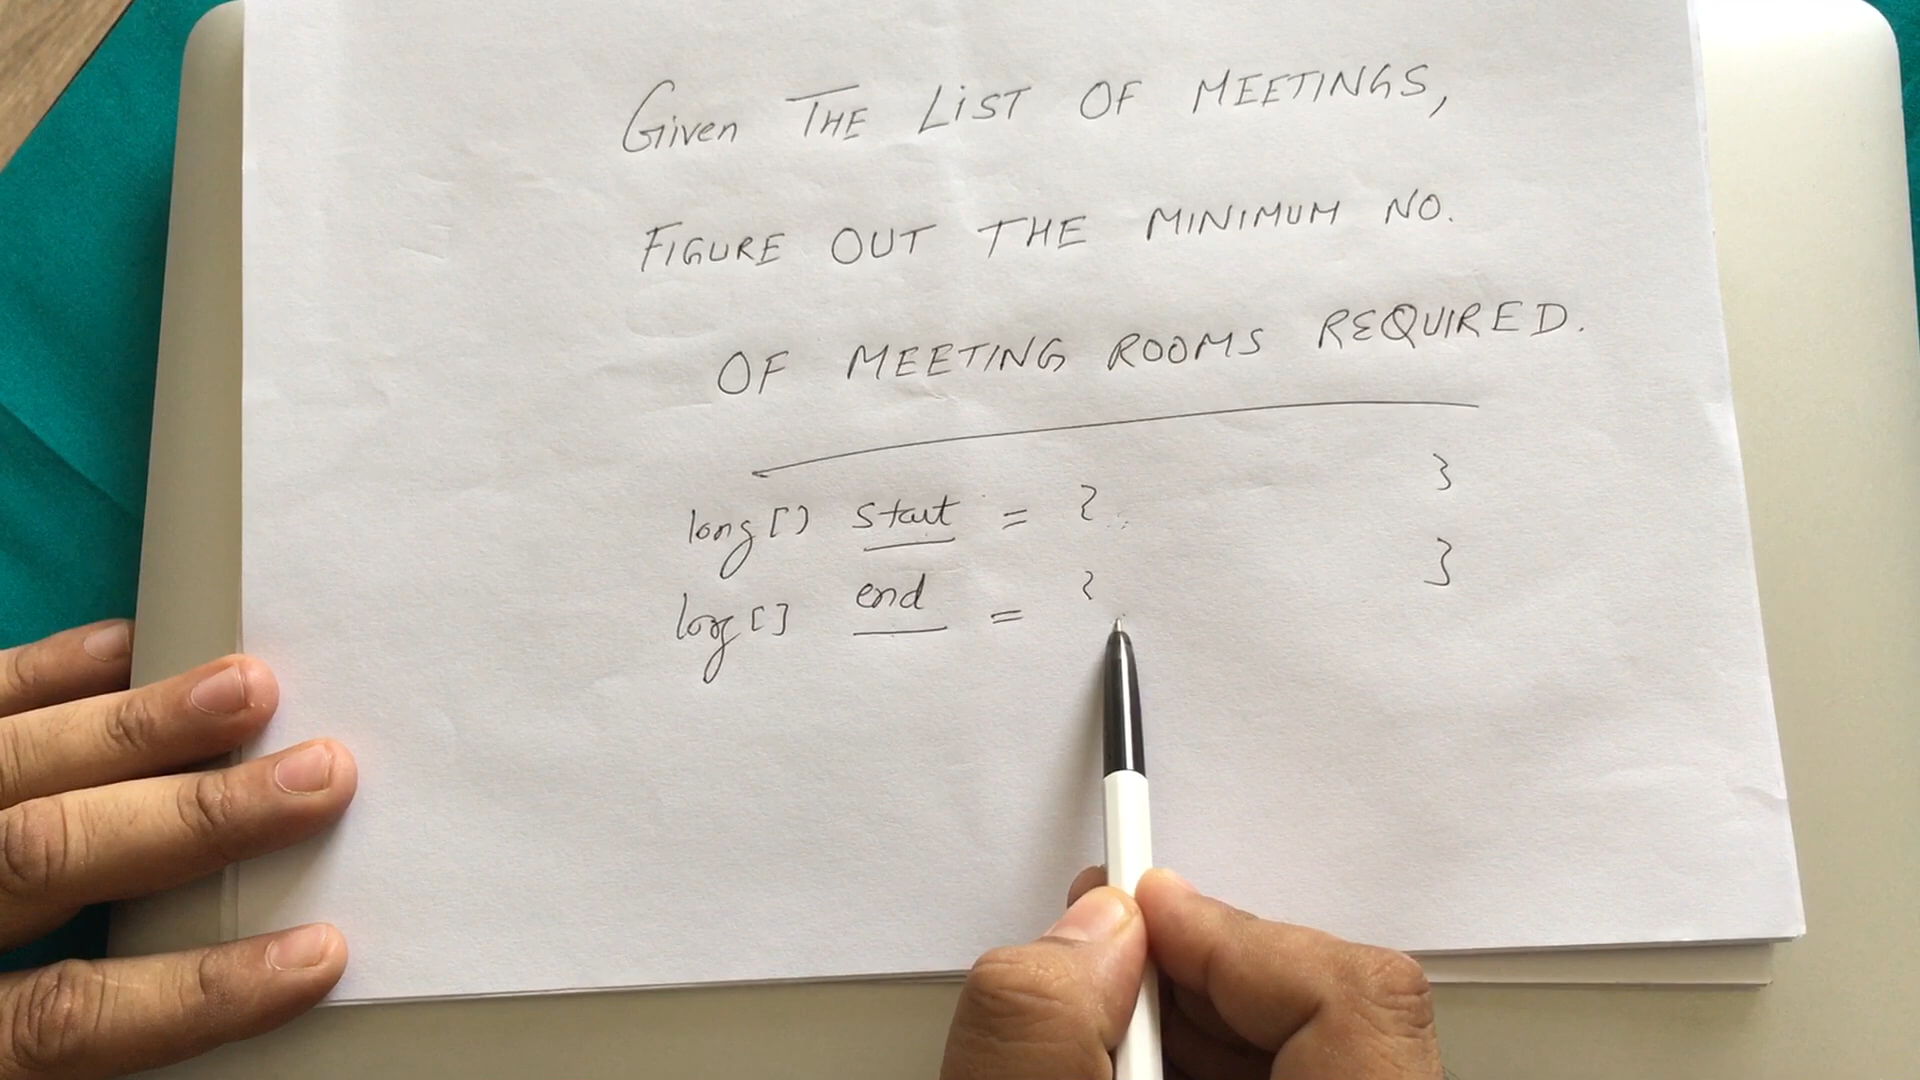 Given THE LIST OF MEETINGS,
FIGURE OUT THE MINIMUM NO.
OF MEETING ROOMS REQUIRED.
long[] start = { }
long[] end = { }